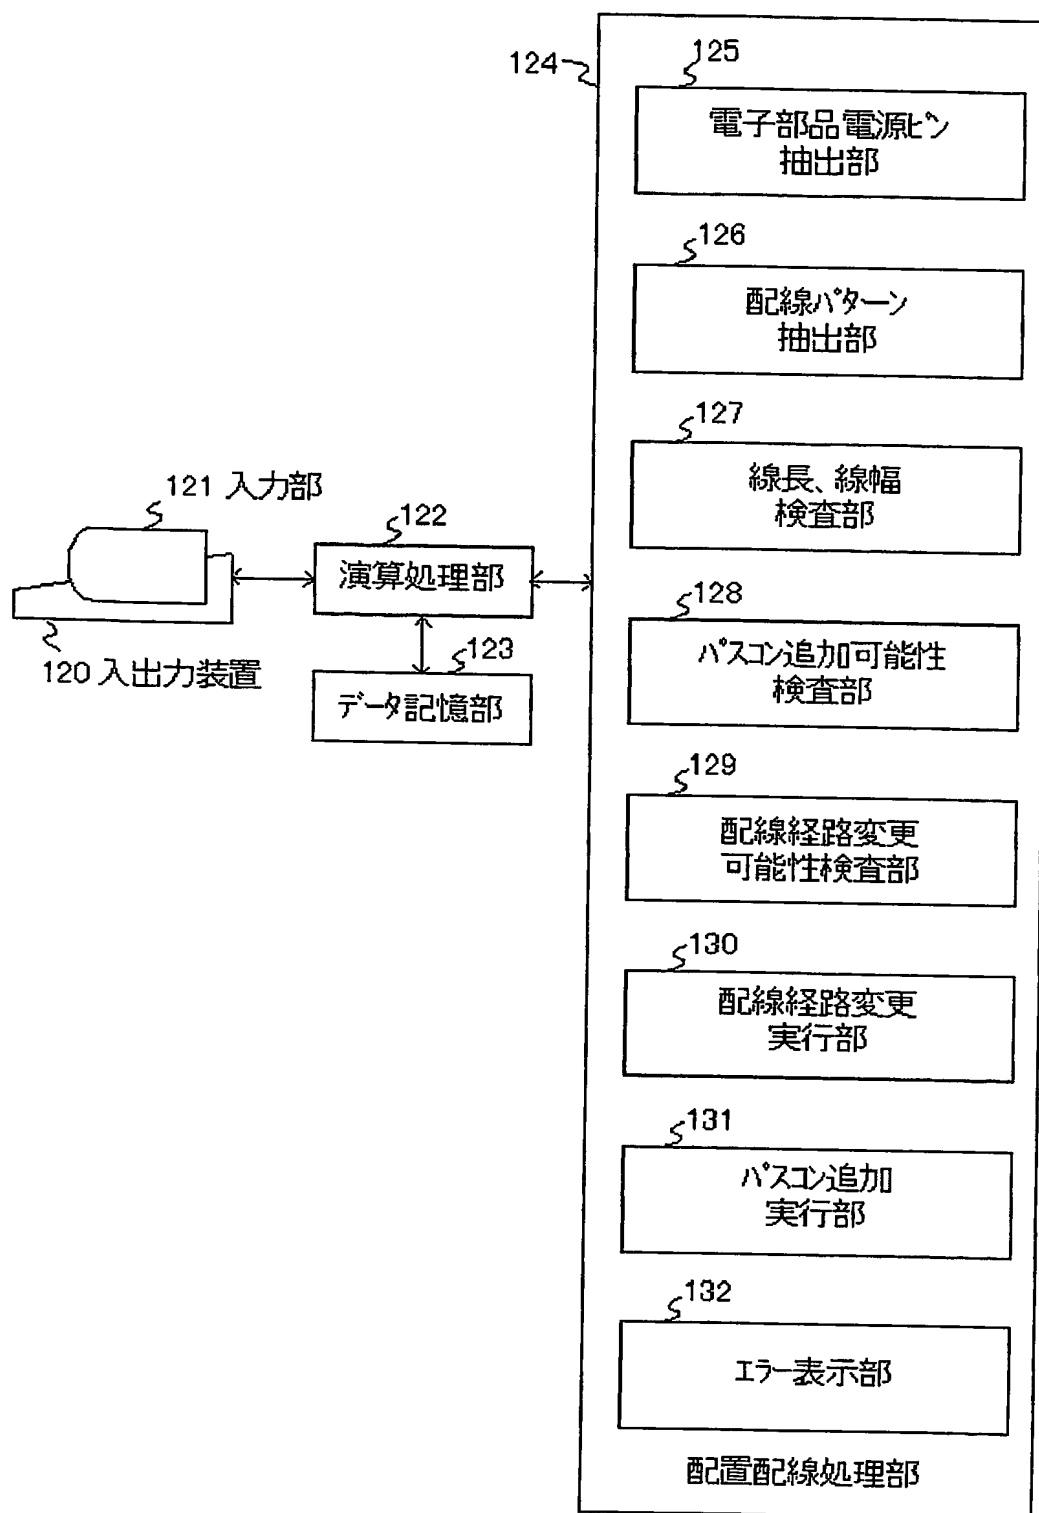 124
125
電子部品電源ピン
抽出部
126
配線パターン
抽出部
127
線長、線幅
検査部
121 入力部
122
演算処理部
128
パスコン追加可能性
検査部
120 入出力装置
123
データ記憶部
129
配線経路変更
可能性検査部
130
配線経路変更
実行部
131
パスコン追加
実行部
132
エラー表示部
配置配線処理部